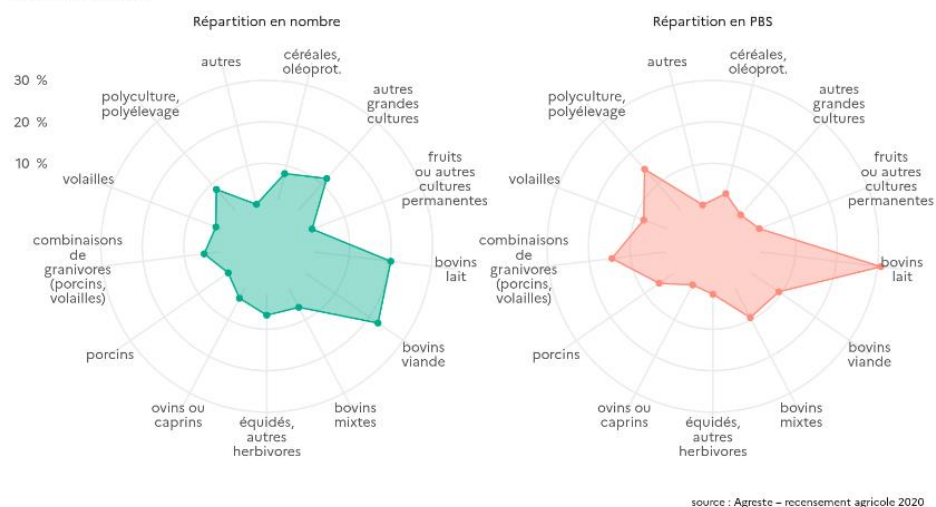 Répartition en nombre
autres
céréales,
oléoprot.
autres
grandes
cultures
fruits
ou autres
cultures
permanentes
bovins
lait
bovins
viande
bovins
mixtes
équidés,
autres
herbivores
ovins ou
caprins
porcins
combinaisons
de
granivores
(porcins,
volailles)
volailles
polyculture,
polyélevage
30 %
20 %
10 %
Répartition en PBS
autres
céréales,
oléoprot.
autres
grandes
cultures
fruits
ou autres
cultures
permanentes
bovins
lait
bovins
viande
bovins
mixtes
équidés,
autres
herbivores
ovins ou
caprins
porcins
combinaisons
de
granivores
(porcins,
volailles)
volailles
polyculture,
polyélevage
source : Agreste – recensement agricole 2020